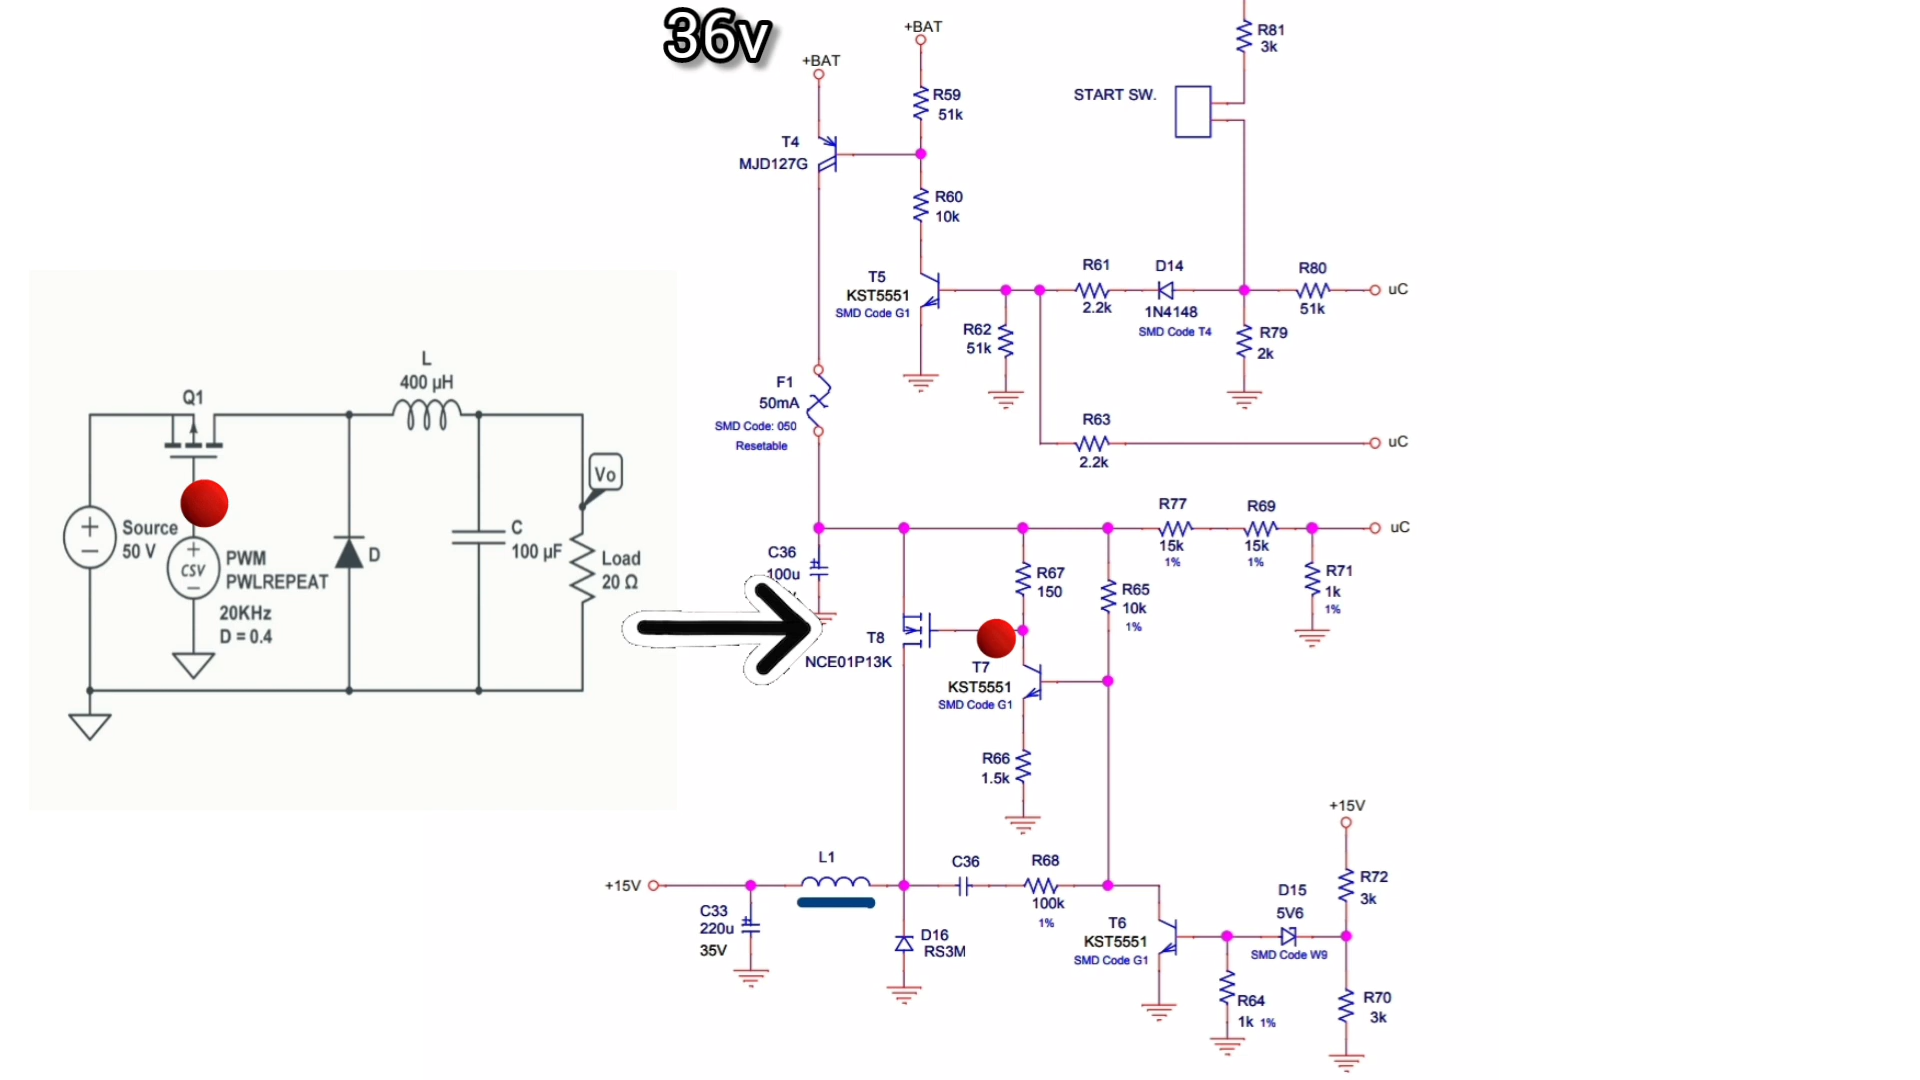 36v
+BAT
+BAT
R81
3k
R59
51k
START SW.
T4
MJD127G
R60
10k
T5
KST5551
SMD Code G1
R61
2.2k
D14
1N4148
SMD Code T4
R80
51k
uC
R62
51k
R79
2k
F1
50mA
SMD Code: 050
Resetable
R63
2.2k
uC
L
400 µH
Q1
Vo
Source
50 V
+
−
+
CSV
−
PWM
PWLREPEAT
20KHz
D = 0.4
D
C
100 µF
Load
20 Ω
C36
100u
R77
15k
1%
R69
15k
1%
uC
R67
150
R65
10k
1%
R71
1k
1%
T8
NCE01P13K
T7
KST5551
SMD Code G1
R66
1.5k
+15V
L1
C36
R68
100k
1%
+15V
R72
3k
C33
220u
35V
D16
RS3M
T6
KST5551
SMD Code G1
D15
5V6
SMD Code W9
R64
1k 1%
R70
3k